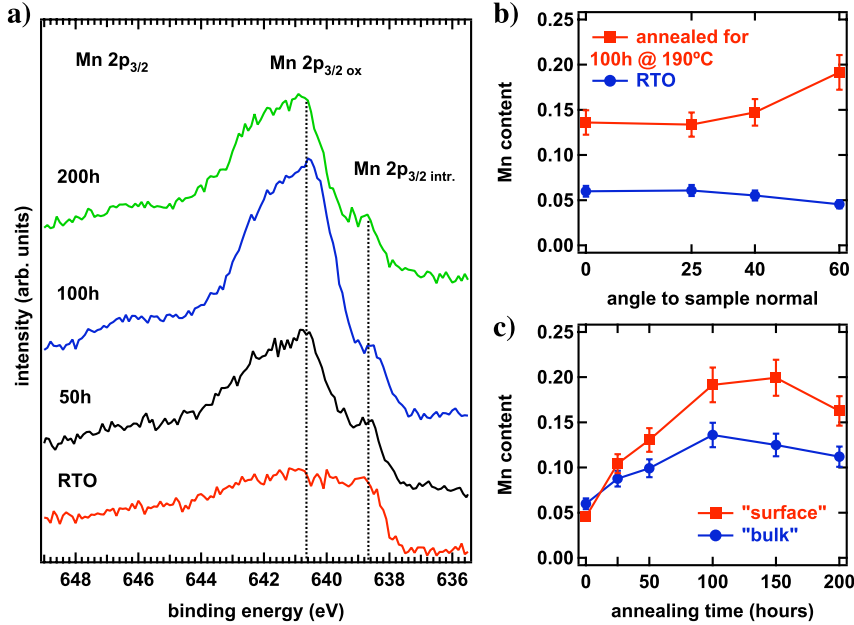 a)
Mn 2p3/2
Mn 2p3/2 ox
Mn 2p3/2 intr.
200h
100h
50h
RTO
intensity (arb. units)
648
646
644
642
640
638
636
binding energy (eV)
b)
annealed for
100h @ 190ºC
RTO
Mn content
0.25
0.20
0.15
0.10
0.05
0.00
0
25
40
60
angle to sample normal
c)
Mn content
0.25
0.20
0.15
0.10
0.05
0.00
"surface"
"bulk"
0
50
100
150
200
annealing time (hours)